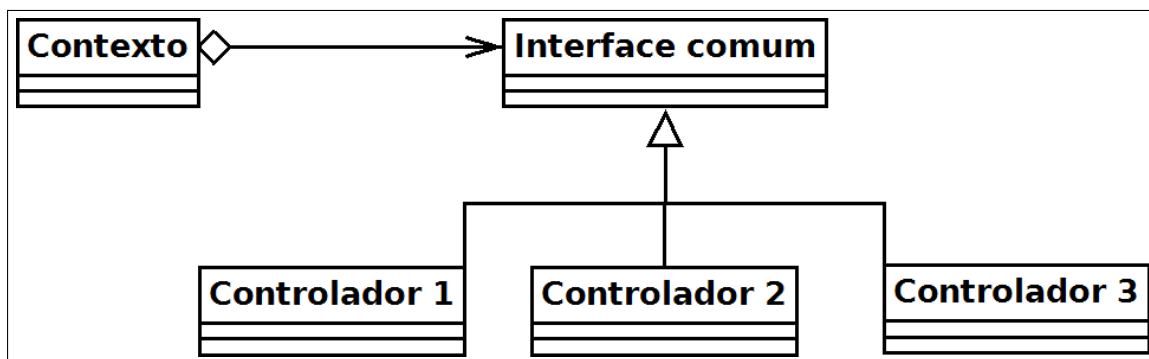 Contexto
Interface comum
Controlador 1
Controlador 2
Controlador 3